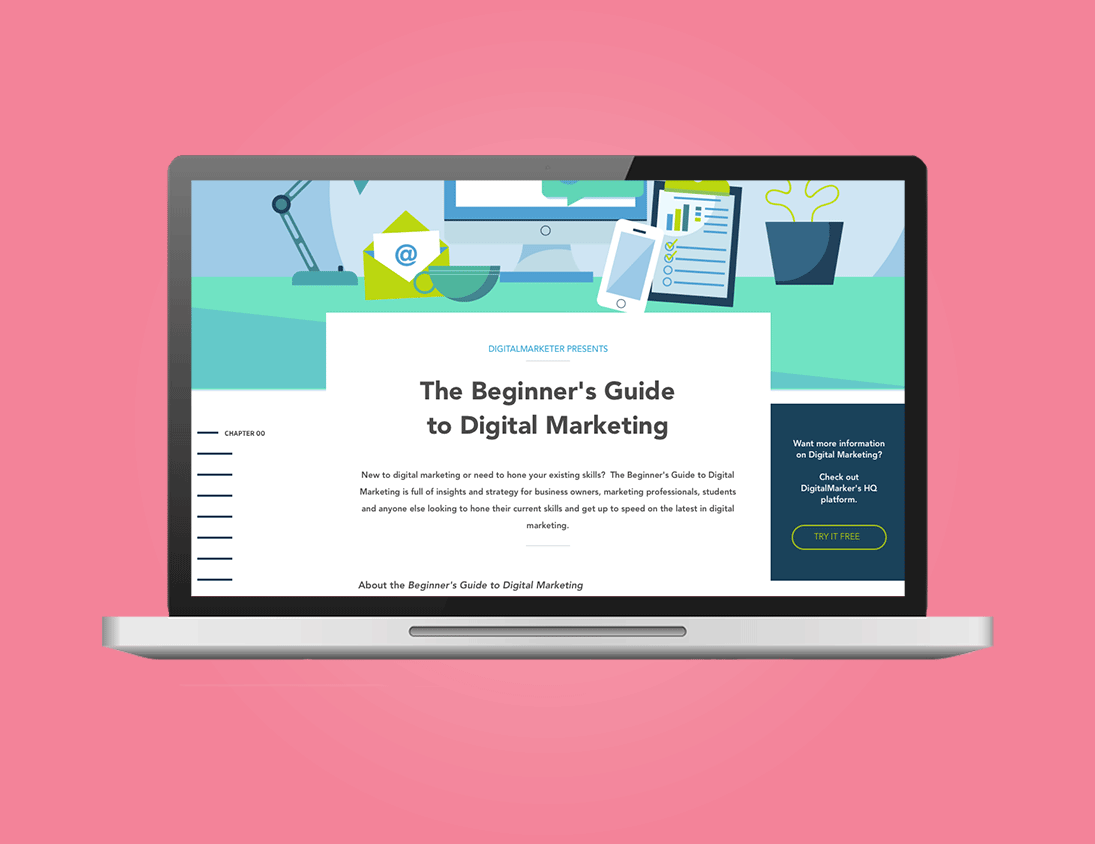 @
DIGITALMARKETER PRESENTS
The Beginner's Guide
to Digital Marketing
CHAPTER 00
New to digital marketing or need to hone your existing skills?  The Beginner's Guide to Digital
Marketing is full of insights and strategy for business owners, marketing professionals, students
and anyone else looking to hone their current skills and get up to speed on the latest in digital
marketing.
About the Beginner's Guide to Digital Marketing
Want more information
on Digital Marketing?
Check out
DigitalMarker's HQ
platform.
TRY IT FREE